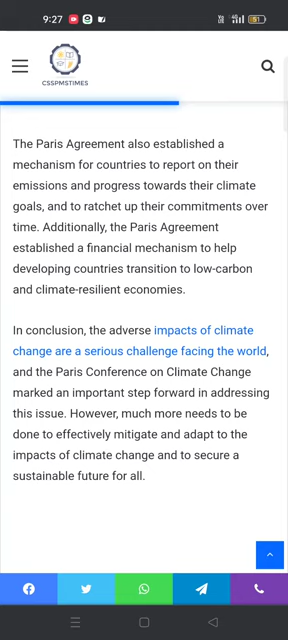 9:27
51
CSSPMSTIMES
The Paris Agreement also established a
mechanism for countries to report on their
emissions and progress towards their climate
goals, and to ratchet up their commitments over
time. Additionally, the Paris Agreement
established a financial mechanism to help
developing countries transition to low-carbon
and climate-resilient economies.
In conclusion, the adverse impacts of climate
change are a serious challenge facing the world,
and the Paris Conference on Climate Change
marked an important step forward in addressing
this issue. However, much more needs to be
done to effectively mitigate and adapt to the
impacts of climate change and to secure a
sustainable future for all.